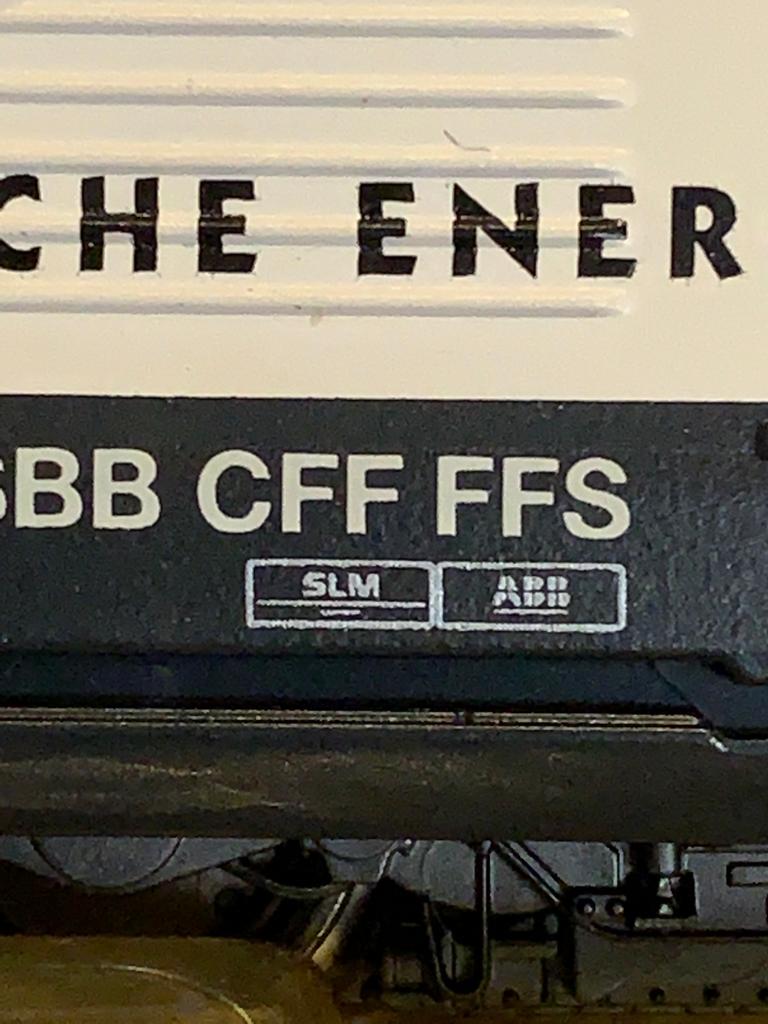 CHE ENER
SBB CFF FFS
SLM ABB